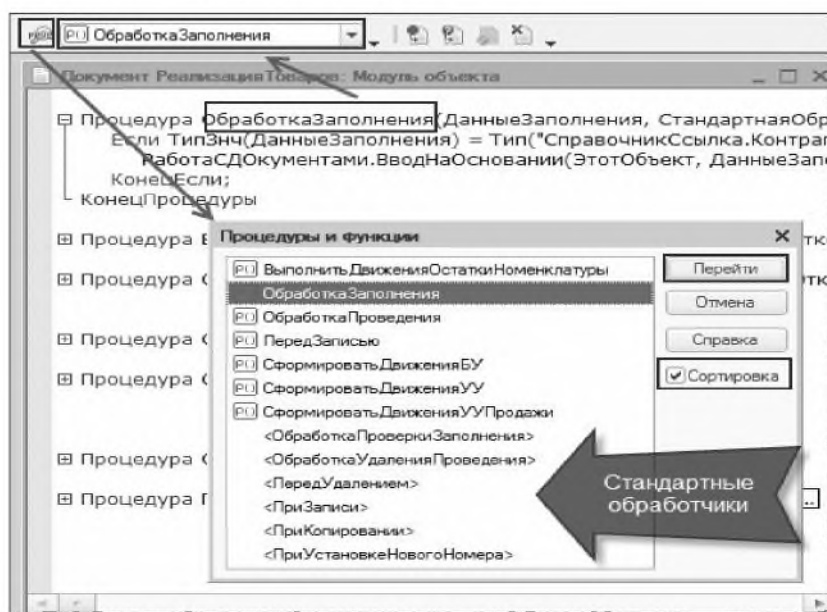 P() ОбработкаЗаполнения
Документ РеализацияТоваров: Модуль объекта
Процедура ОбработкаЗаполнения(ДанныеЗаполнения, СтандартнаяОбр
Если ТипЗнч(ДанныеЗаполнения) = Тип("СправочникСсылка.Контраг
РаботаСДОкументами.ВводНаОсновании(ЭтотОбъект, ДанныеЗапо
КонецЕсли;
КонецПроцедуры
Процедура
Процедура
Процедура
Процедура
Процедура
Процедура
Процедуры и функции
P() ВыполнитьДвиженияОстаткиНоменклатуры
ОбработкаЗаполнения
P() ОбработкаПроведения
P() ПередЗаписью
P() СформироватьДвиженияБУ
P() СформироватьДвиженияУУ
P() СформироватьДвиженияУУПродажи
<ОбработкаПроверкиЗаполнения>
<ОбработкаУдаленияПроведения>
<ПередУдалением>
<ПриЗаписи>
<ПриКопировании>
<ПриУстановкеНовогоНомера>
Перейти
Отмена
Справка
Сортировка
Стандартные
обработчики